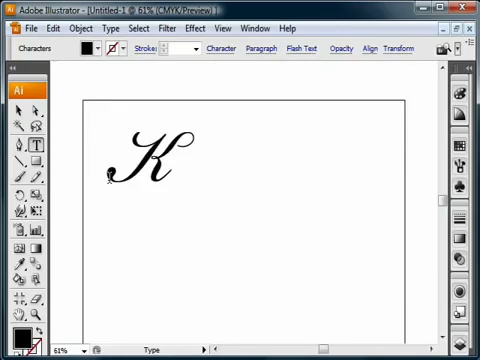 Ai Adobe Illustrator - [Untitled-1 @ 61% (CMYK/Preview) ]
File Edit Object Type Select Filter Effect View Window Help
Characters Stroke: Character Paragraph Flash Text Opacity Align Transform
Ai
T
K
61% Type